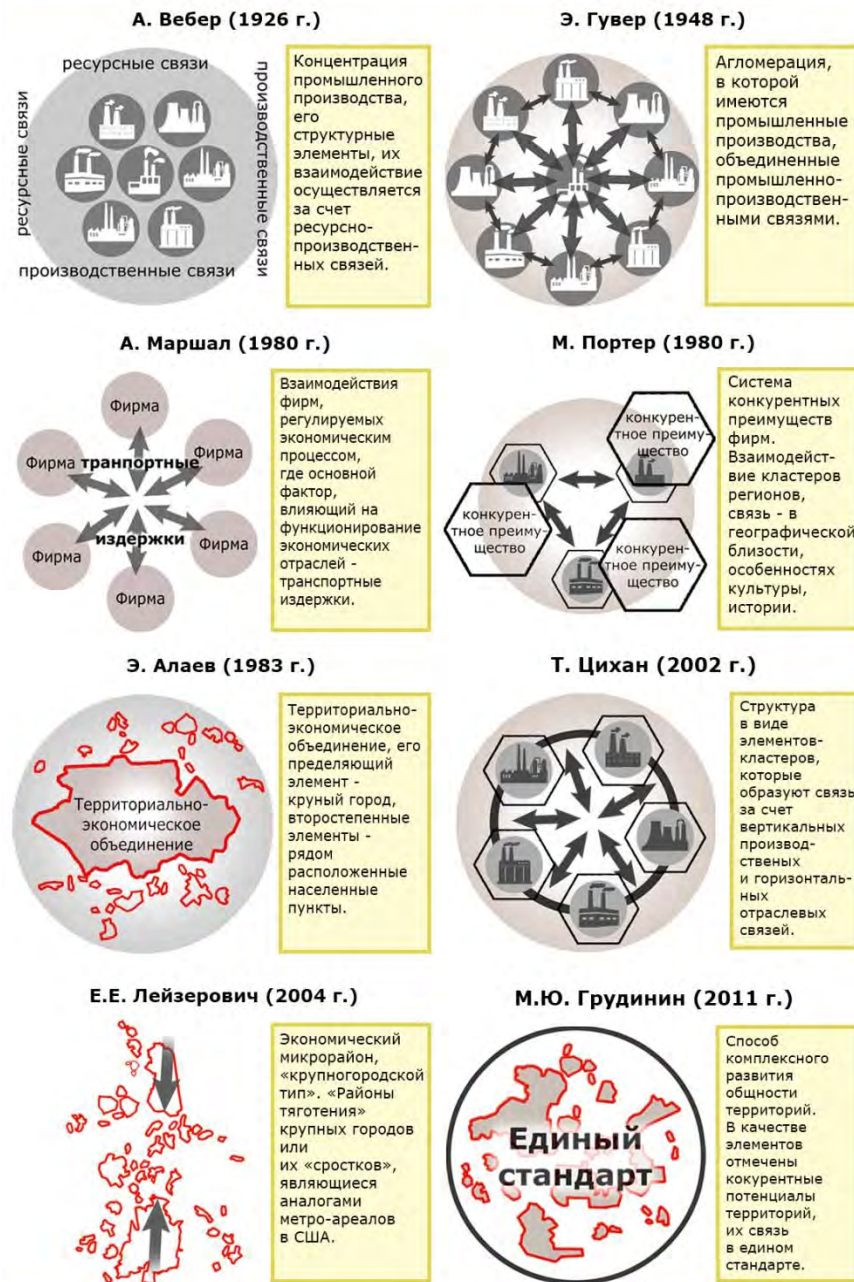 А. Вебер (1926 г.)
ресурсные связи
ресурсные связи
производственные связи
производственные связи
Концентрация
промышленного
производства,
его
структурные
элементы, их
взаимодействие
осуществляется
за счет
ресурсно-
производствен-
ных связей.
Э. Гувер (1948 г.)
Агломерация,
в которой
имеются
промышленные
производства,
объединенные
промышленно-
производствен-
ными связями.
А. Маршал (1980 г.)
Фирма
Фирма
Фирма
транпортные
издержки
Фирма
Фирма
Фирма
Взаимодействия
фирм,
регулируемых
экономическим
процессом,
где основной
фактор,
влияющий на
функционирование
экономических
отраслей -
транспортные
издержки.
М. Портер (1980 г.)
конкурен-
тное преиму-
щество
конкурен-
тное преиму-
щество
конкурен-
тное преиму-
щество
Система
конкурентных
преимуществ
фирм.
Взаимодейст-
вие кластеров
регионов,
связь - в
географической
близости,
особенностях
культуры,
истории.
Э. Алаев (1983 г.)
Территориально-
экономическое
объединение
Территориально-
экономическое
объединение, его
пределяющий
элемент -
круный город,
второстепенные
элементы -
рядом
расположенные
населенные
пункты.
Т. Цихан (2002 г.)
Структура
в виде
элементов-
кластеров,
которые
образуют связь
за счет
вертикальных
производ-
ственых
и горизонталь-
ных
отраслевых
связей.
Е.Е. Лейзерович (2004 г.)
Экономический
микрорайон,
«крупногородской
тип». «Районы
тяготения»
крупных городов
или
их «сростков»,
являющиеся
аналогами
метро-ареалов
в США.
М.Ю. Грудинин (2011 г.)
Единый
стандарт
Способ
комплексного
развития
общности
территорий.
В качестве
элементов
отмечены
кокурентные
потенциалы
территорий,
их связь
в едином
стандарте.